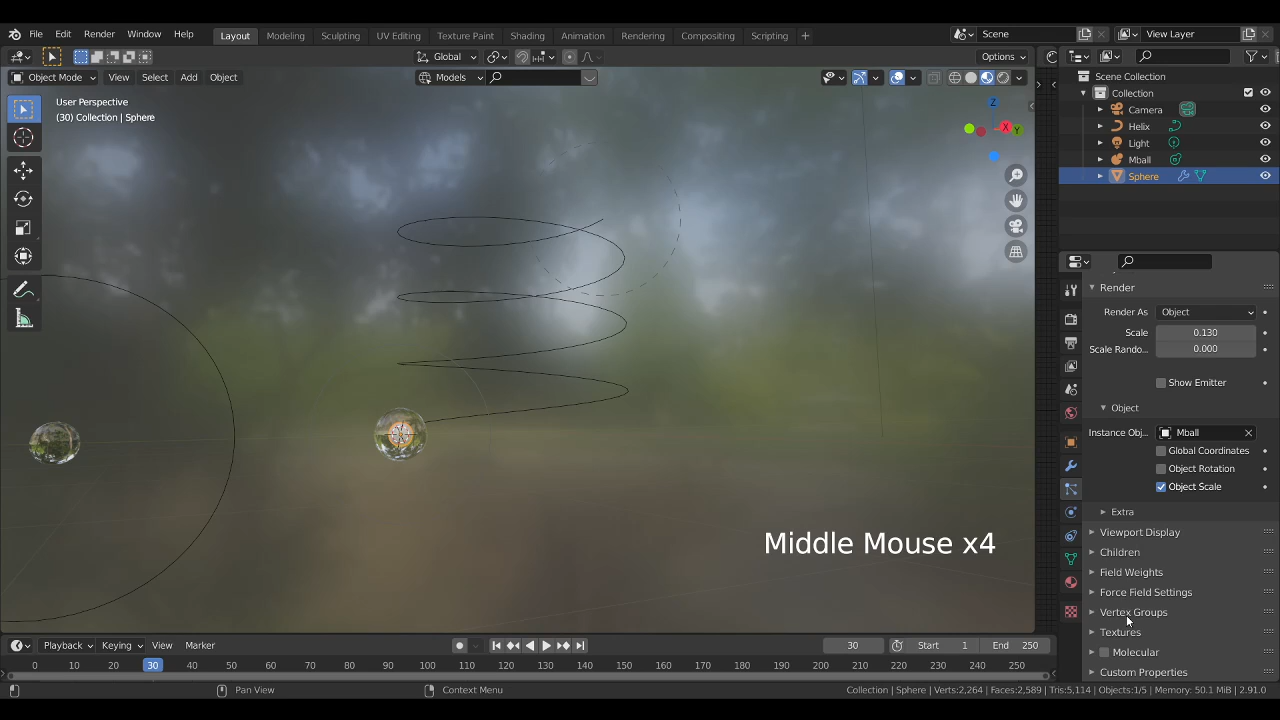 File Edit Render Window Help Layout Modeling Sculpting UV Editing Texture Paint Shading Animation Rendering Compositing Scripting + Scene View Layer
Global Options
Object Mode View Select Add Object Models
User Perspective
(30) Collection | Sphere
Z
X
Y
Scene Collection
Collection
Camera
Helix
Light
Mball
Sphere
Render
Render As Object
Scale 0.130
Scale Rando... 0.000
Show Emitter
Object
Instance Obj... Mball
Global Coordinates
Object Rotation
Object Scale
Extra
Viewport Display
Children
Field Weights
Force Field Settings
Vertex Groups
Textures
Molecular
Custom Properties
Middle Mouse x4
Playback Keying View Marker 30 Start 1 End 250
0 10 20 30 40 50 60 70 80 90 100 110 120 130 140 150 160 170 180 190 200 210 220 230 240 250
Pan View Context Menu Collection | Sphere | Verts:2,264 | Faces:2,589 | Tris:5,114 | Objects:1/5 | Memory: 50.1 MiB | 2.91.0